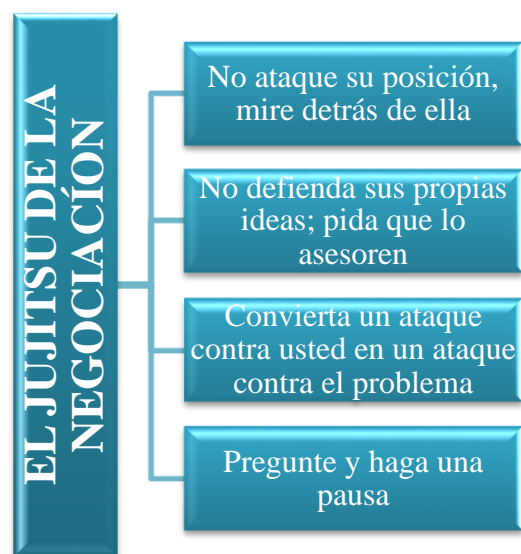 EL JUJITSU DE LA
NEGOCIACÍON
No ataque su posición,
mire detrás de ella
No defienda sus propias
ideas; pida que lo
asesoren
Convierta un ataque
contra usted en un ataque
contra el problema
Pregunte y haga una
pausa